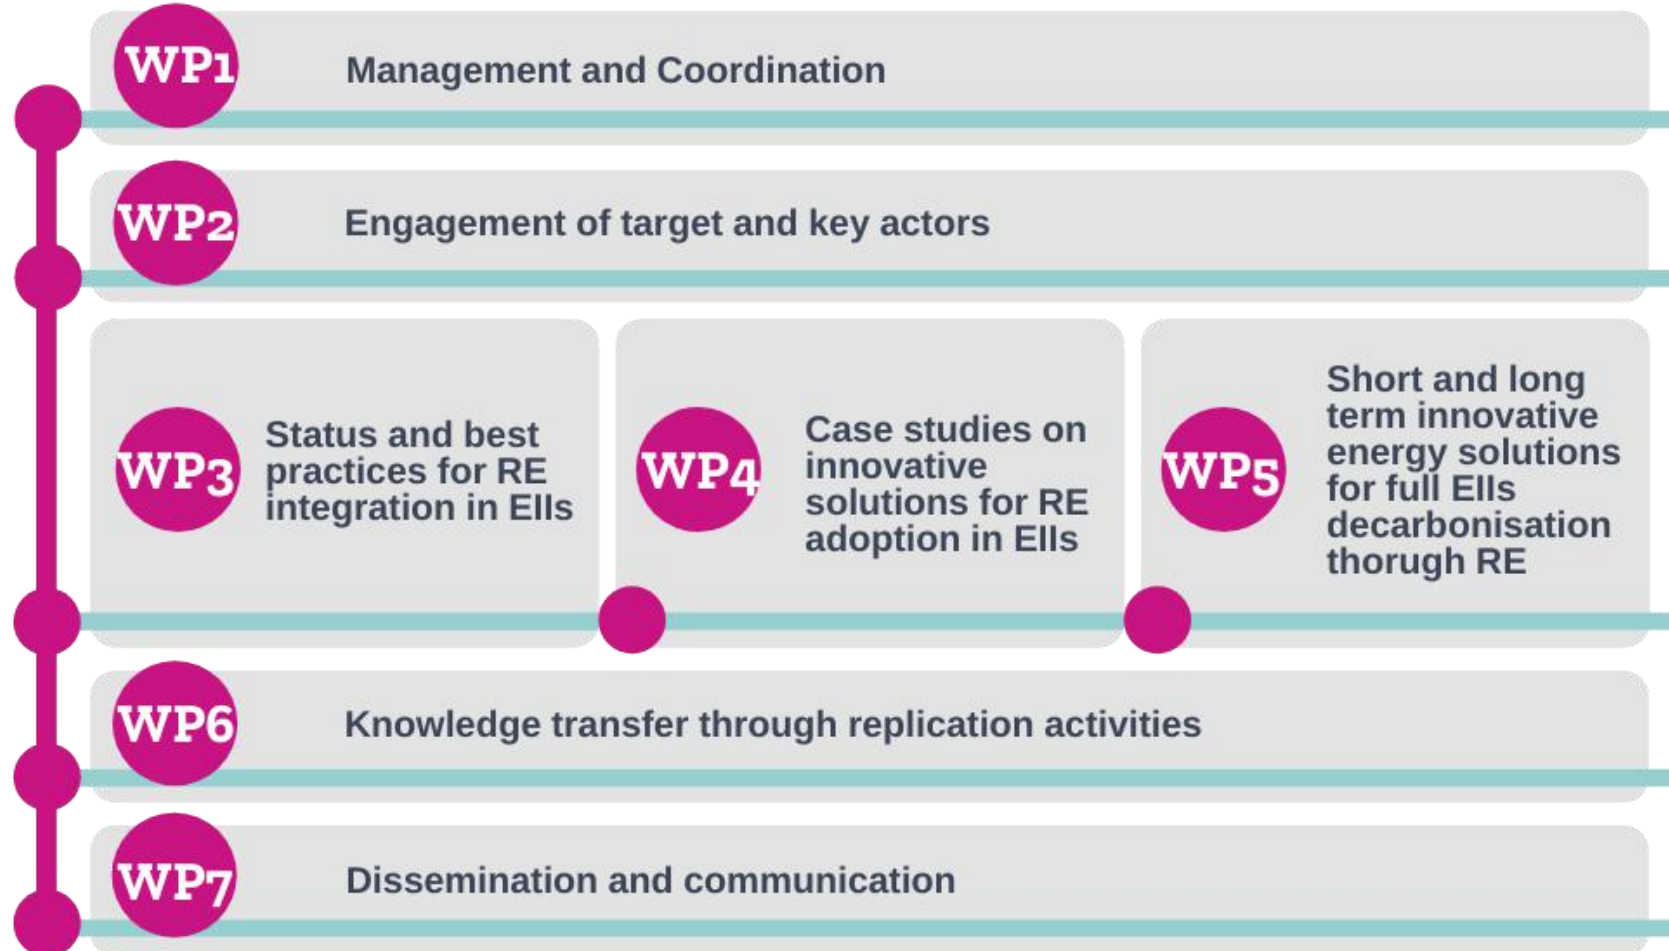 WP1
Management and Coordination
WP2
Engagement of target and key actors
WP3
Status and best
practices for RE
integration in EIIs
WP4
Case studies on
innovative
solutions for RE
adoption in EIIs
WP5
Short and long
term innovative
energy solutions
for full EIIs
decarbonisation
thorugh RE
WP6
Knowledge transfer through replication activities
WP7
Dissemination and communication